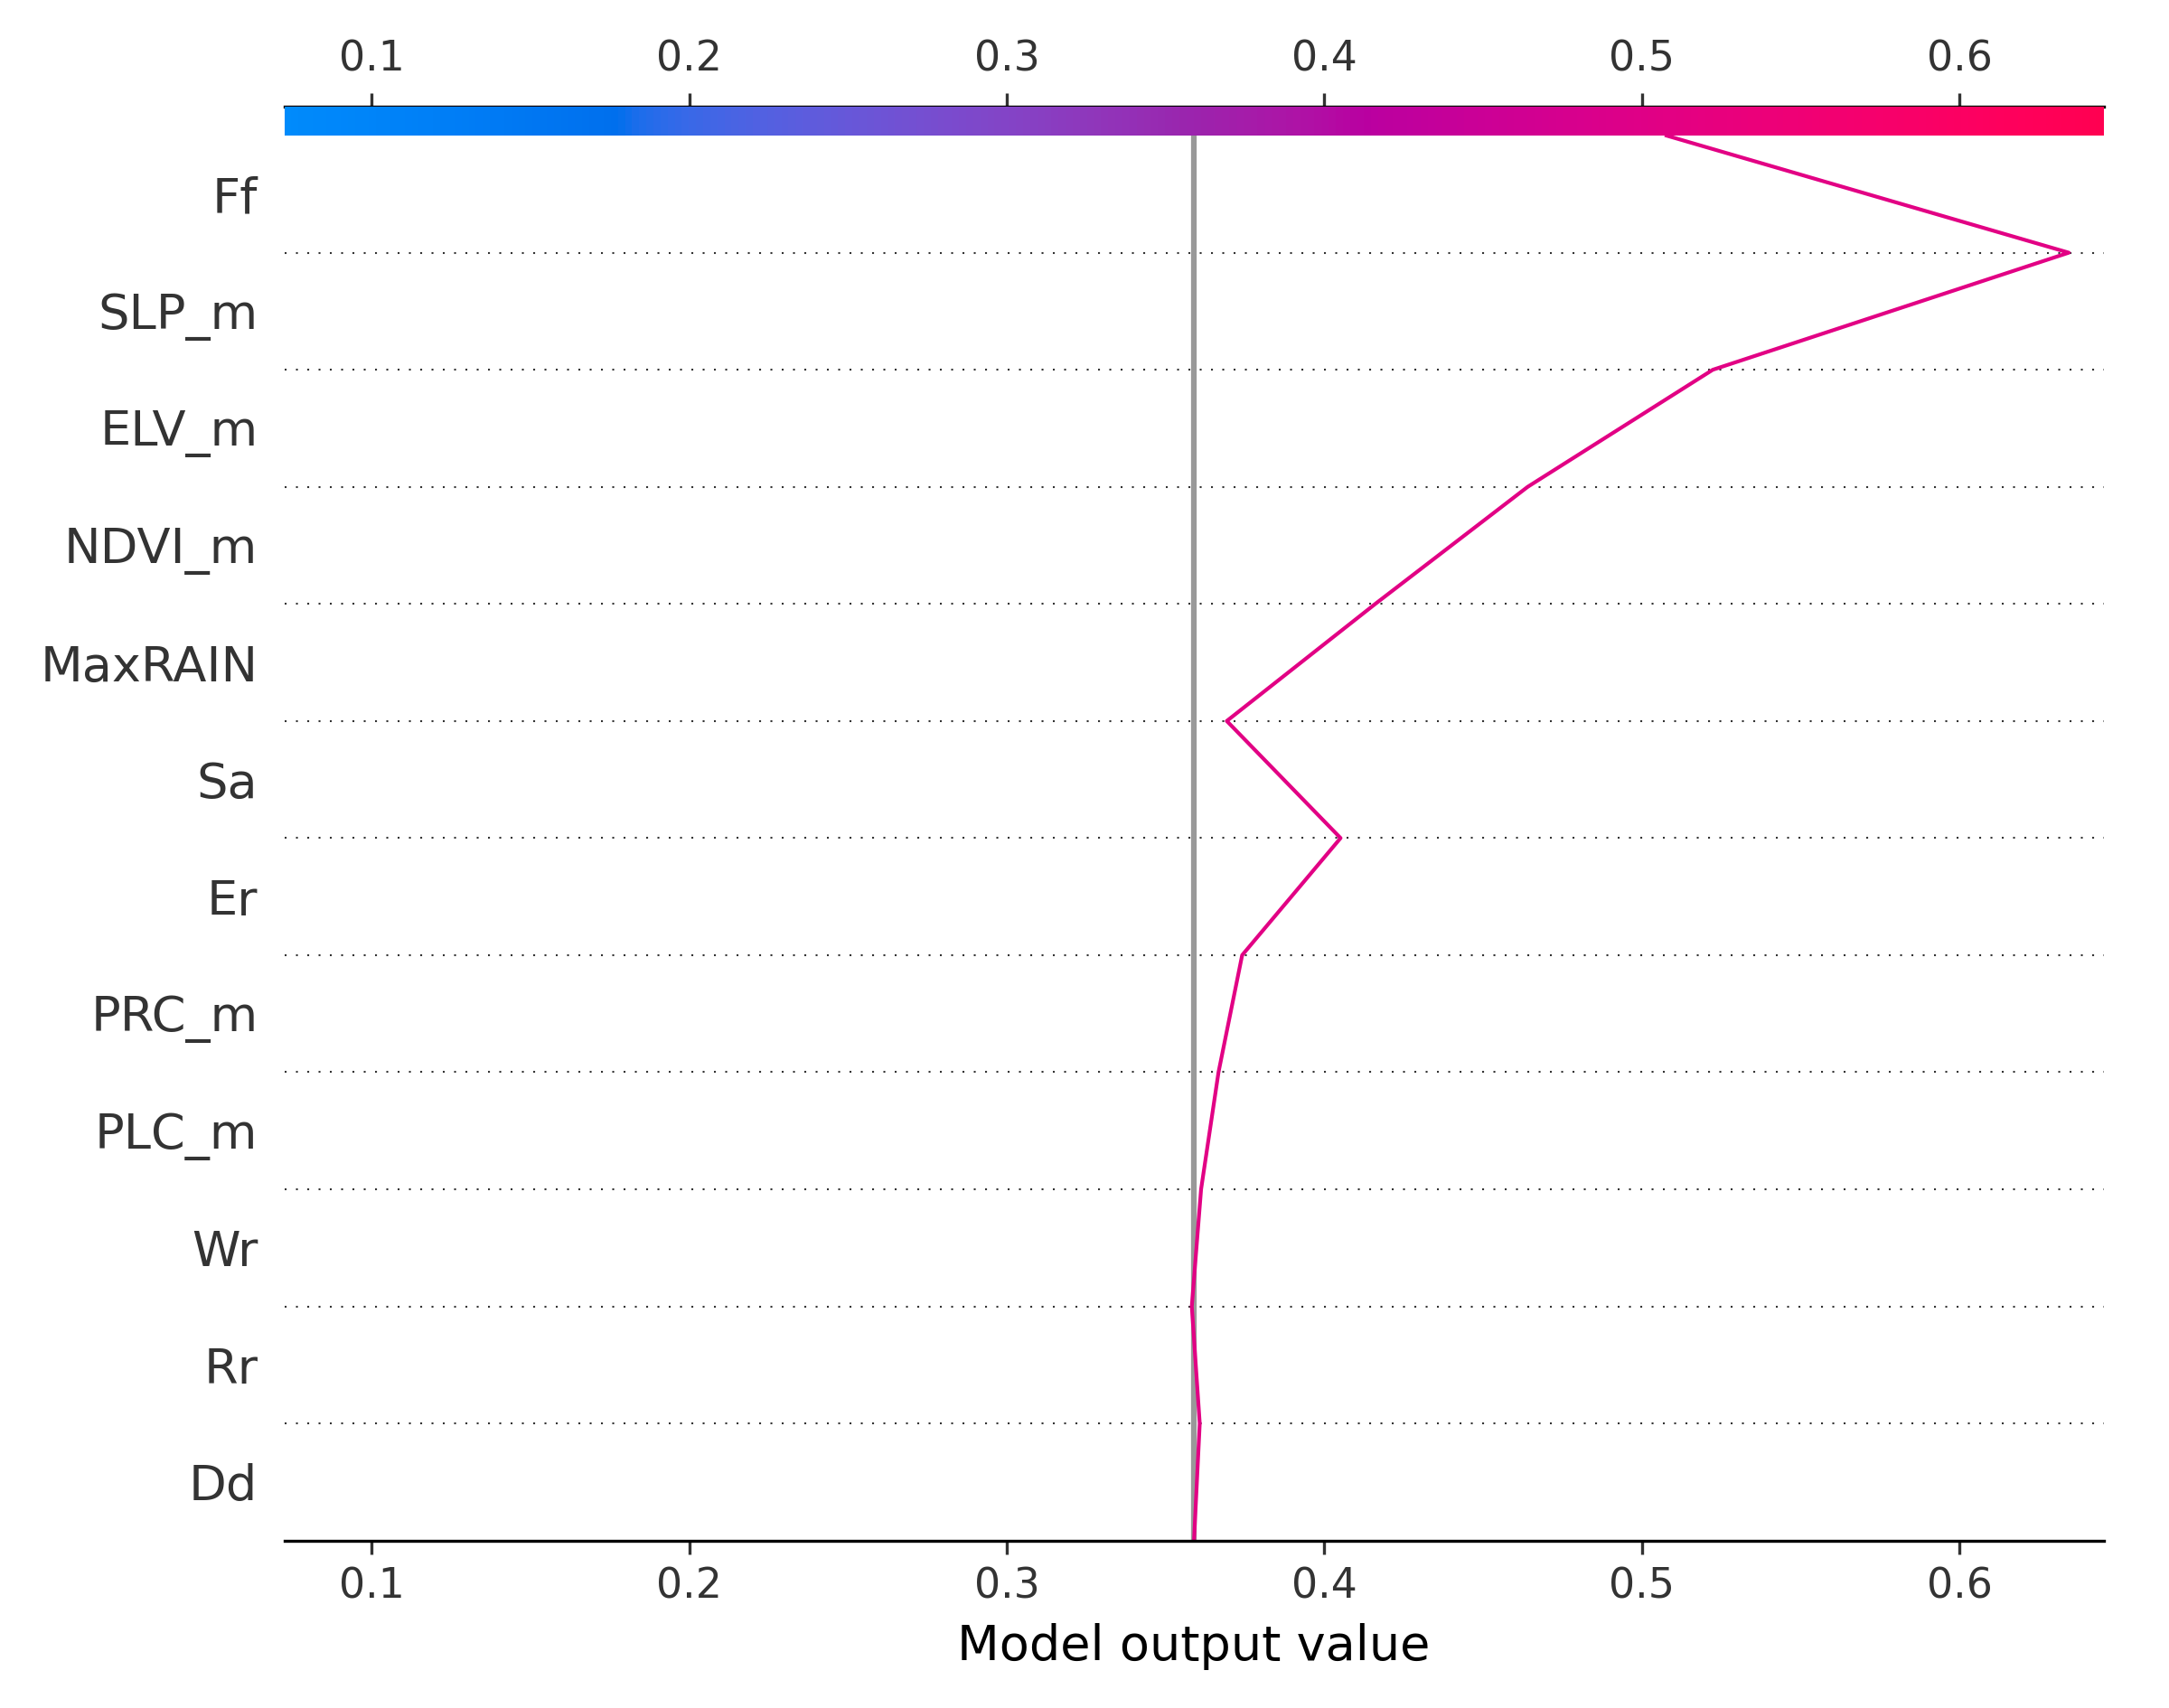 0.1 0.2 0.3 0.4 0.5 0.6
Ff
SLP_m
ELV_m
NDVI_m
MaxRAIN
Sa
Er
PRC_m
PLC_m
Wr
Rr
Dd
0.1 0.2 0.3 0.4 0.5 0.6
Model output value